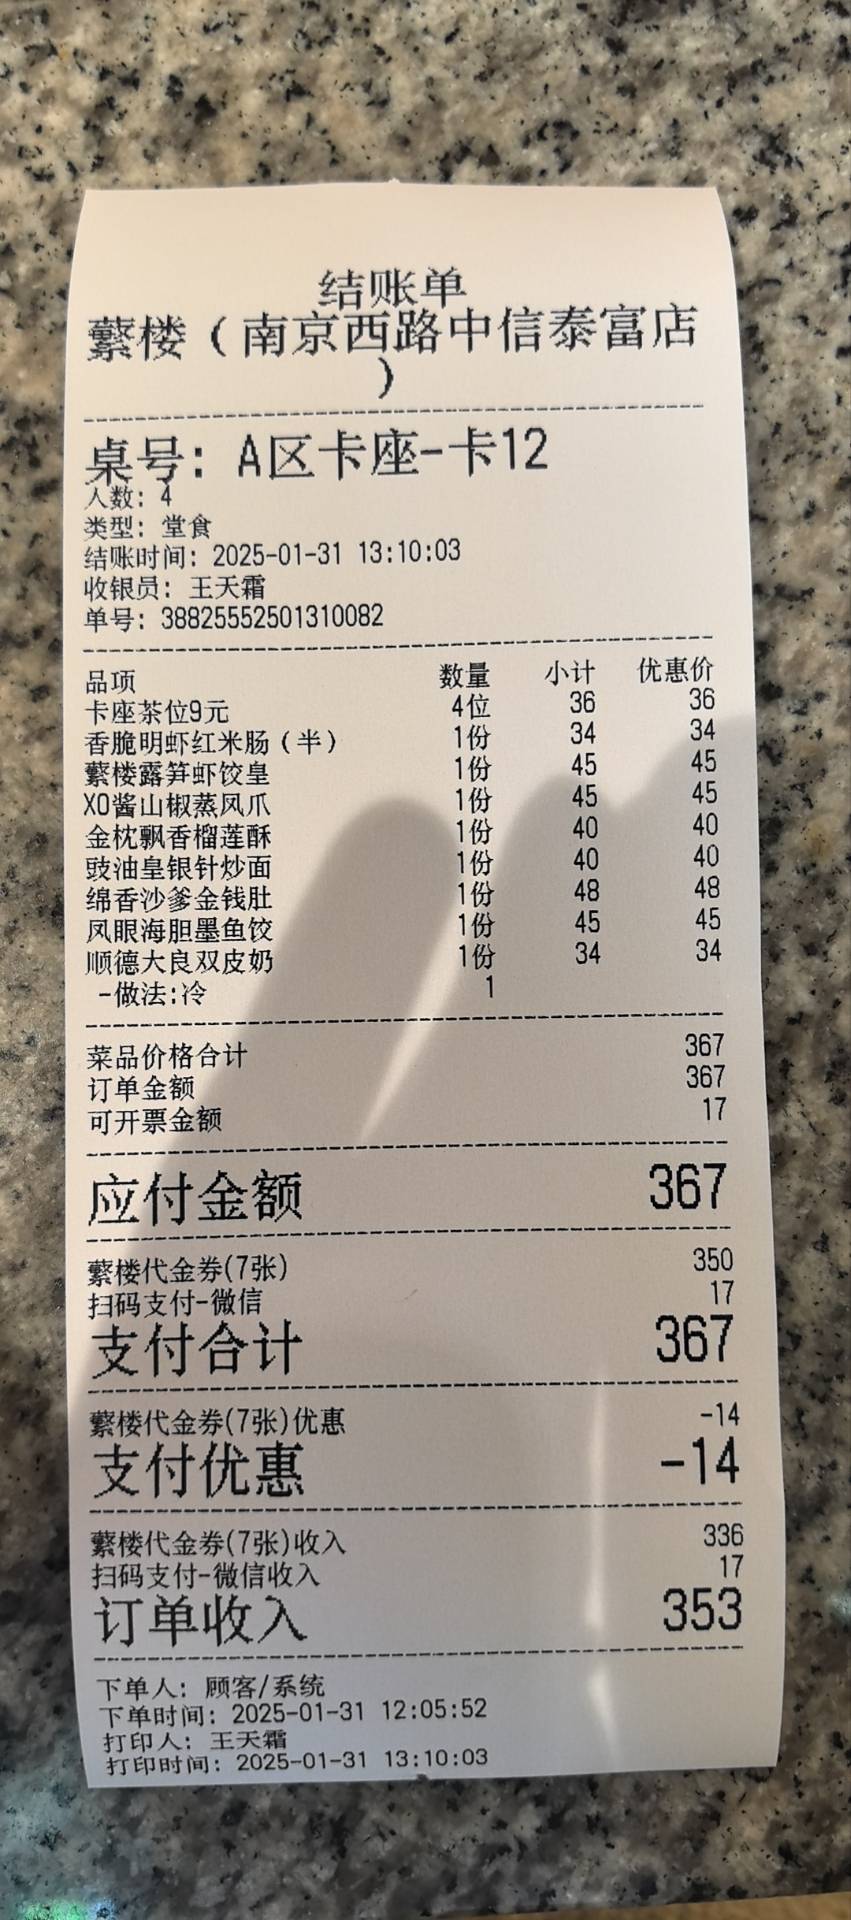 结账单
蘩楼（南京西路中信泰富店
）
桌号: A区卡座-卡12
人数: 4
类型: 堂食
结账时间: 2025-01-31 13:10:03
收银员: 王天霜
单号: 38825552501310082
品项 数量 小计 优惠价
卡座茶位9元 4位 36 36
香脆明虾红米肠（半） 1份 34 34
蘩楼露笋虾饺皇 1份 45 45
XO酱山椒蒸凤爪 1份 45 45
金枕飘香榴莲酥 1份 40 40
豉油皇银针炒面 1份 40 40
绵香沙爹金钱肚 1份 48 48
凤眼海胆墨鱼饺 1份 45 45
顺德大良双皮奶 1份 34 34
-做法:冷 1
菜品价格合计 367
订单金额 367
可开票金额 17
应付金额 367
蘩楼代金券(7张) 350
扫码支付-微信 17
支付合计 367
蘩楼代金券(7张)优惠 -14
支付优惠 -14
蘩楼代金券(7张)收入 336
扫码支付-微信收入 17
订单收入 353
下单人: 顾客/系统
下单时间: 2025-01-31 12:05:52
打印人: 王天霜
打印时间: 2025-01-31 13:10:03